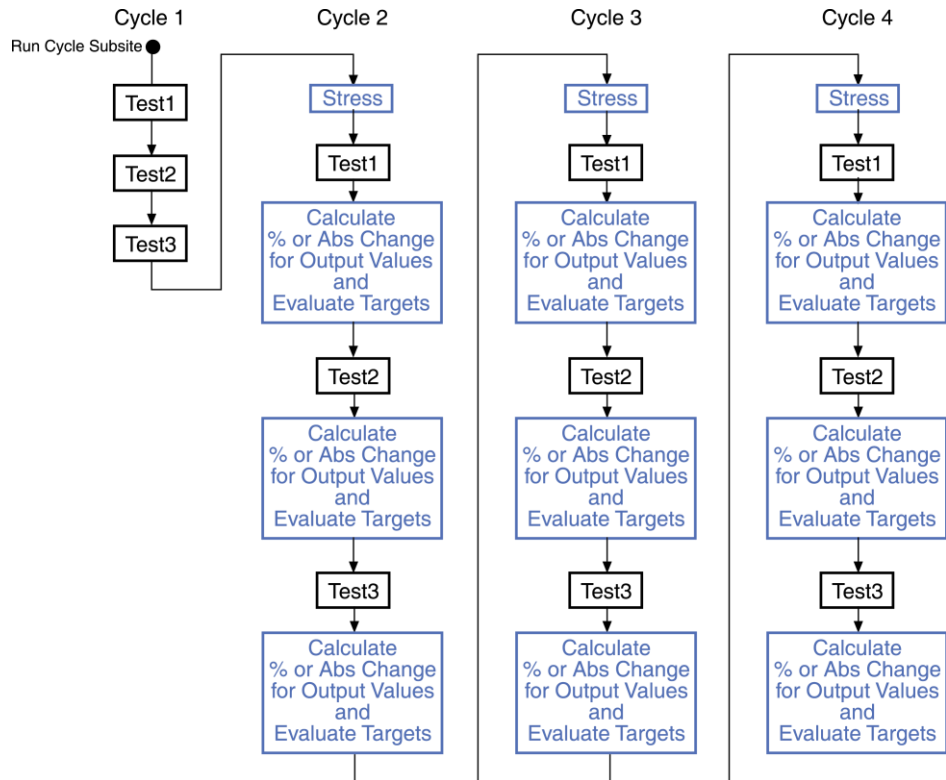 Cycle 1
Cycle 2
Cycle 3
Cycle 4
Run Cycle Subsite
Test1
Test2
Test3
Stress
Test1
Calculate
% or Abs Change
for Output Values
and
Evaluate Targets
Test2
Calculate
% or Abs Change
for Output Values
and
Evaluate Targets
Test3
Calculate
% or Abs Change
for Output Values
and
Evaluate Targets
Stress
Test1
Calculate
% or Abs Change
for Output Values
and
Evaluate Targets
Test2
Calculate
% or Abs Change
for Output Values
and
Evaluate Targets
Test3
Calculate
% or Abs Change
for Output Values
and
Evaluate Targets
Stress
Test1
Calculate
% or Abs Change
for Output Values
and
Evaluate Targets
Test2
Calculate
% or Abs Change
for Output Values
and
Evaluate Targets
Test3
Calculate
% or Abs Change
for Output Values
and
Evaluate Targets